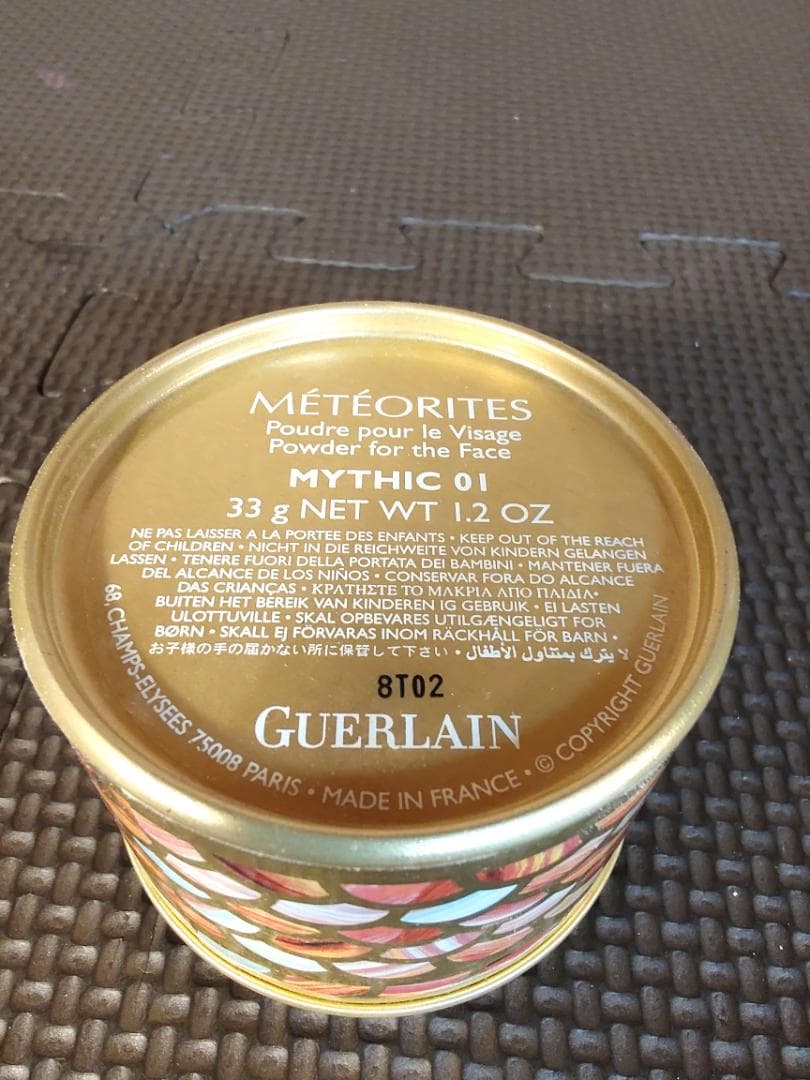 MÉTÉORITES
Poudre pour le Visage
Powder for the Face
MYTHIC 01
33 g NET WT 1.2 OZ
NE PAS LAISSER A LA PORTEE DES ENFANTS • KEEP OUT OF THE REACH
OF CHILDREN • NICHT IN DIE REICHWEITE VON KINDERN GELANGEN
LASSEN • TENERE FUORI DELLA PORTATA DEI BAMBINI • MANTENER FUERA
DEL ALCANCE DE LOS NIÑOS • CONSERVAR FORA DO ALCANCE
DAS CRIANÇAS • ΚΡΑΤΗΣΤΕ ΤΟ ΜΑΚΡΙΑ ΑΠΟ ΠΑΙΔΙΑ•
BUITEN HET BEREIK VAN KINDEREN IG GEBRUIK • EI LASTEN
ULOTTUVILLE • SKAL OPBEVARES UTILGÆNGELIGT FOR
BØRN • SKALL EJ FÖRVARAS INOM RÄCKHÅLL FÖR BARN •
お子様の手の届かない所に保管して下さい • لا يترك بمتناول الأطفال
8T02
GUERLAIN
68, CHAMPS-ELYSEES 75008 PARIS • MADE IN FRANCE • © COPYRIGHT GUERLAIN